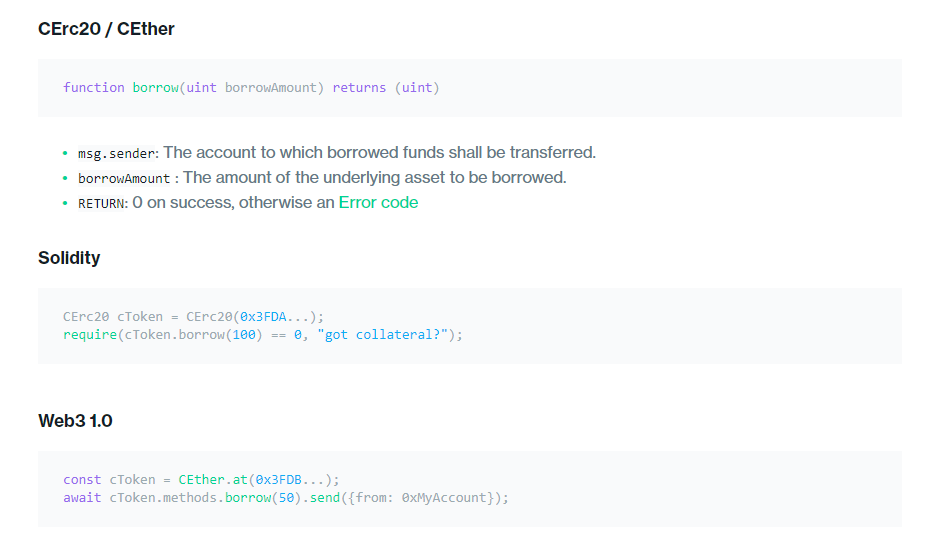 CErc20 / CEther
function borrow(uint borrowAmount) returns (uint)
msg.sender: The account to which borrowed funds shall be transferred.
borrowAmount : The amount of the underlying asset to be borrowed.
RETURN: 0 on success, otherwise an Error code
Solidity
CErc20 cToken = CErc20(0x3FDA...);
require(cToken.borrow(100) == 0, "got collateral?");
Web3 1.0
const cToken = CEther.at(0x3FDB...);
await cToken.methods.borrow(50).send({from: 0xMyAccount});